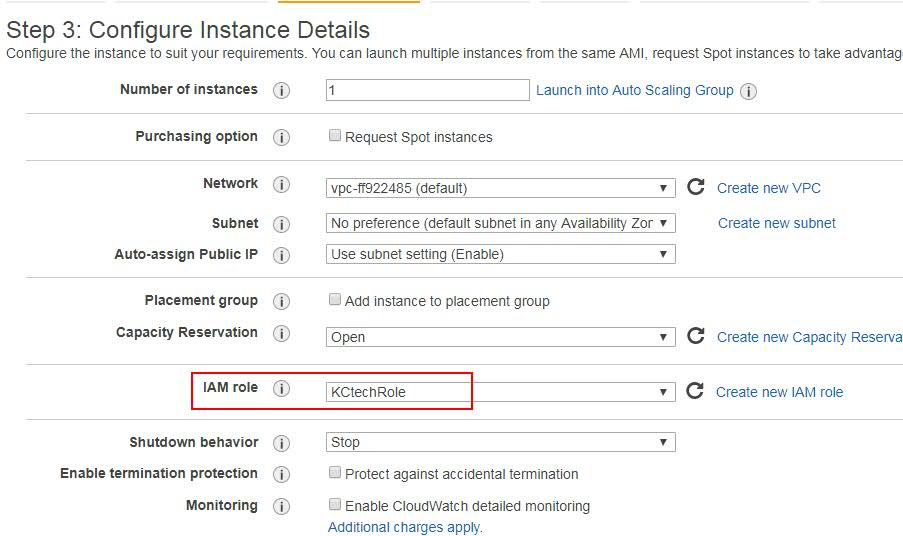 Step 3: Configure Instance Details
Configure the instance to suit your requirements. You can launch multiple instances from the same AMI, request Spot instances to take advantag
Number of instances i 1 Launch into Auto Scaling Group i
Purchasing option i Request Spot instances
Network i vpc-ff922485 (default) Create new VPC
Subnet i No preference (default subnet in any Availability Zon Create new subnet
Auto-assign Public IP i Use subnet setting (Enable)
Placement group i Add instance to placement group
Capacity Reservation i Open Create new Capacity Reserva
IAM role i KCtechRole Create new IAM role
Shutdown behavior i Stop
Enable termination protection i Protect against accidental termination
Monitoring i Enable CloudWatch detailed monitoring
Additional charges apply.